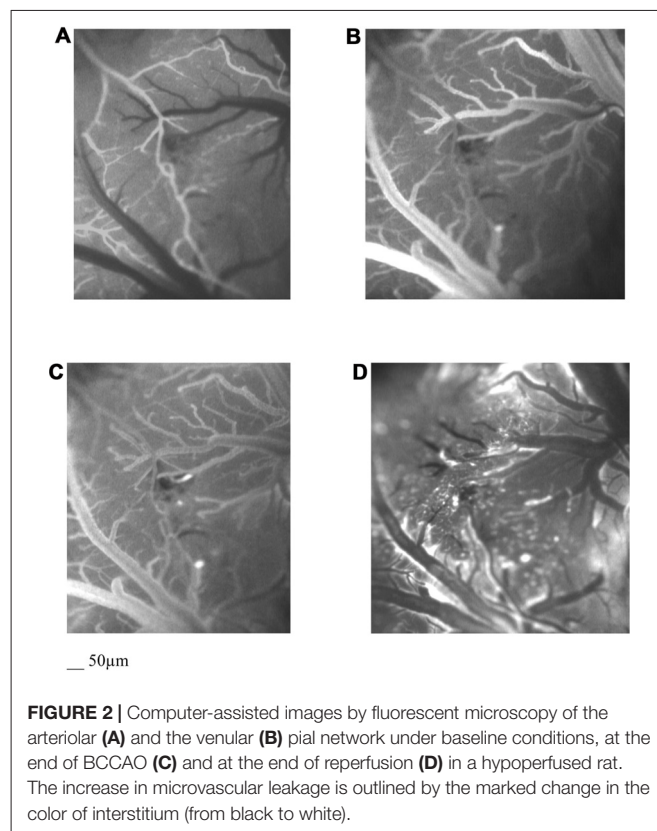 A
B
C
D
50µm
FIGURE 2 | Computer-assisted images by fluorescent microscopy of the
arteriolar (A) and the venular (B) pial network under baseline conditions, at the
end of BCCAO (C) and at the end of reperfusion (D) in a hypoperfused rat.
The increase in microvascular leakage is outlined by the marked change in the
color of interstitium (from black to white).